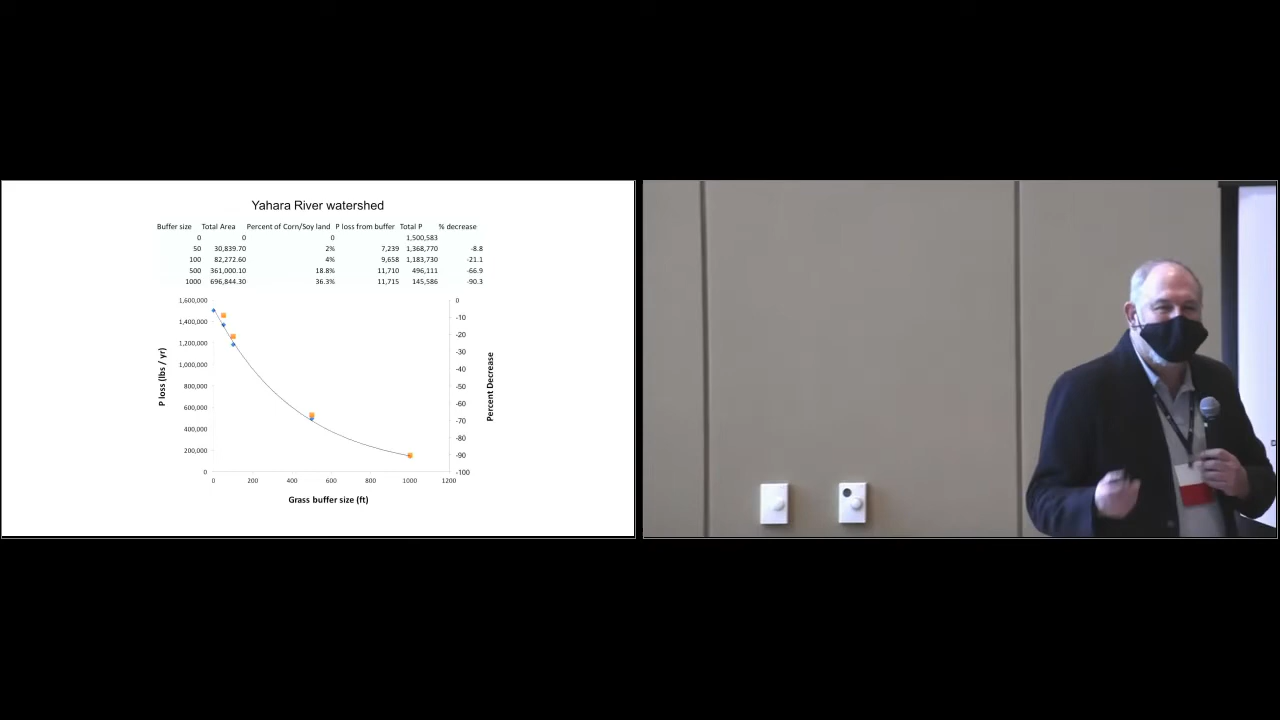 Yahara River watershed
Buffer size Total Area Percent of Corn/Soy land P loss from buffer Total P % decrease
0 0 0 1,500,583
50 30,839.70 2% 7,239 1,368,770 -8.8
100 82,272.60 4% 9,658 1,183,730 -21.1
500 361,000.10 18.8% 11,710 496,111 -66.9
1000 696,844.30 36.3% 11,715 145,586 -90.3
1,600,000 0
1,400,000 -10
1,200,000 -20
1,000,000 -30
800,000 -40
600,000 -50
400,000 -60
200,000 -70
0 -80
-90
-100
P loss (lbs / yr)
Percent Decrease
0 200 400 600 800 1000 1200
Grass buffer size (ft)